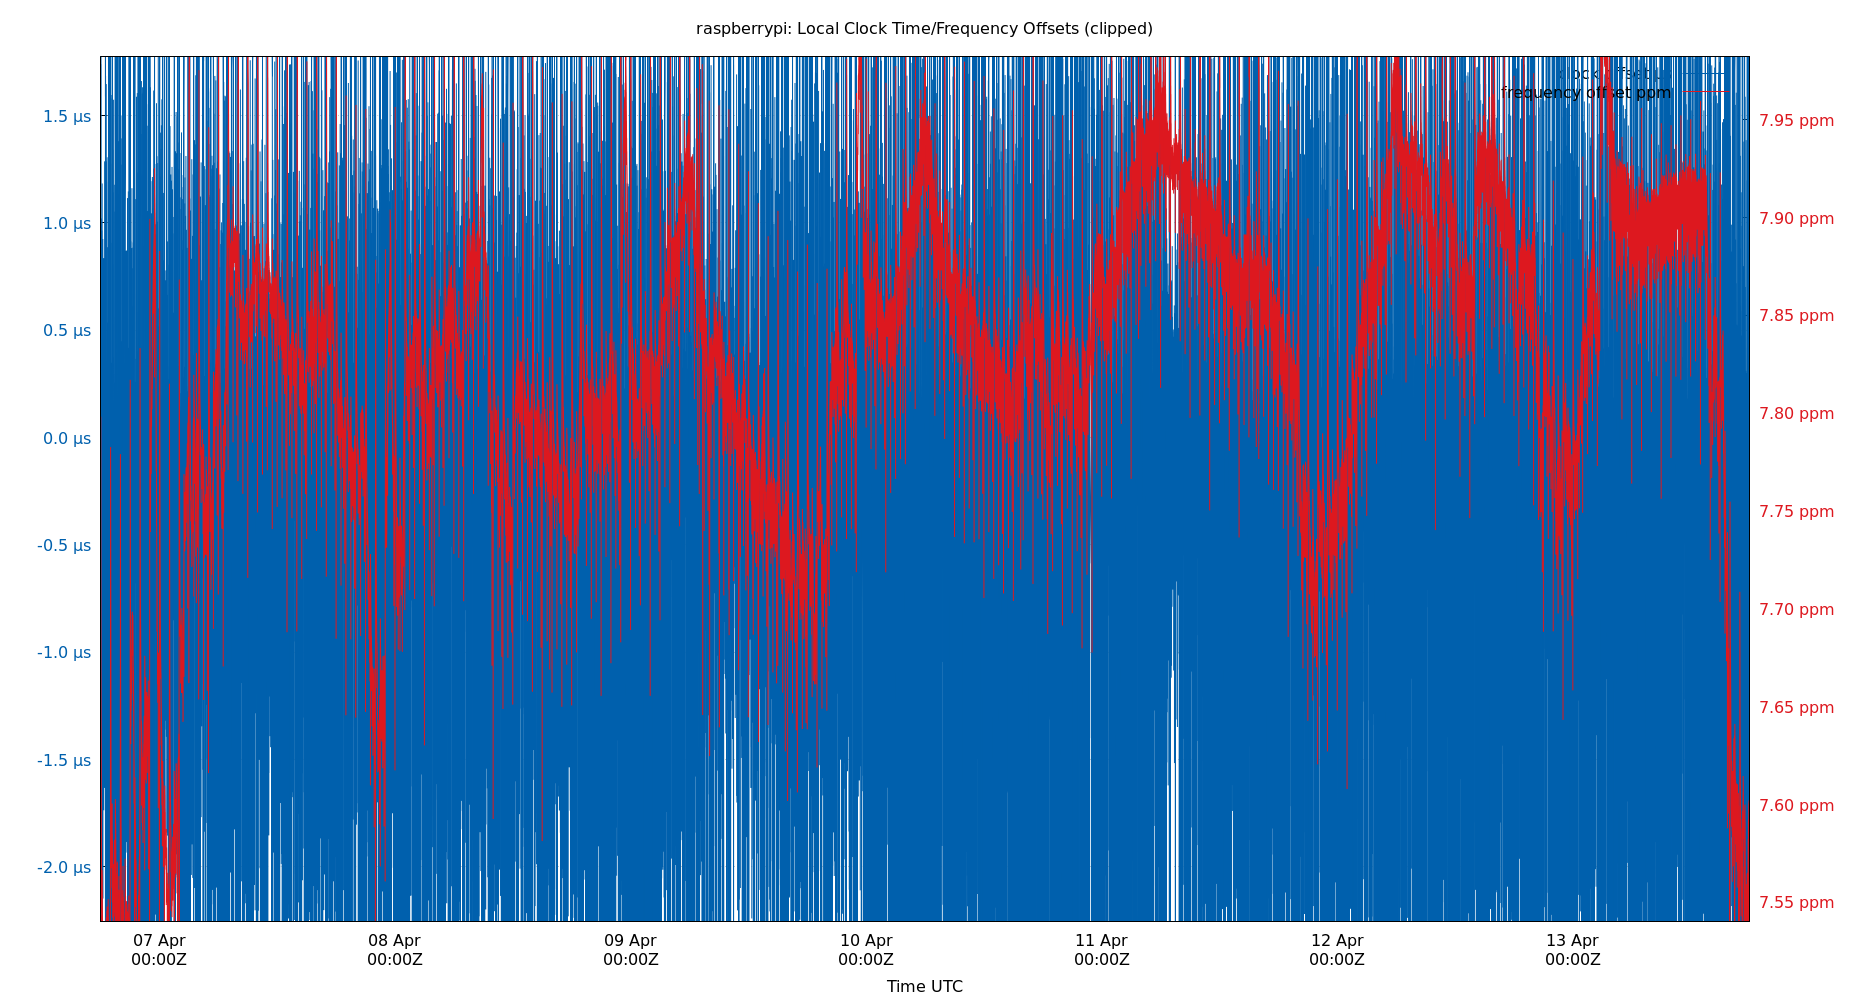 raspberrypi: Local Clock Time/Frequency Offsets (clipped)
clock offset µs
frequency offset ppm
1.5 µs
1.0 µs
0.5 µs
0.0 µs
-0.5 µs
-1.0 µs
-1.5 µs
-2.0 µs
7.95 ppm
7.90 ppm
7.85 ppm
7.80 ppm
7.75 ppm
7.70 ppm
7.65 ppm
7.60 ppm
7.55 ppm
07 Apr
00:00Z
08 Apr
00:00Z
09 Apr
00:00Z
10 Apr
00:00Z
11 Apr
00:00Z
12 Apr
00:00Z
13 Apr
00:00Z
Time UTC